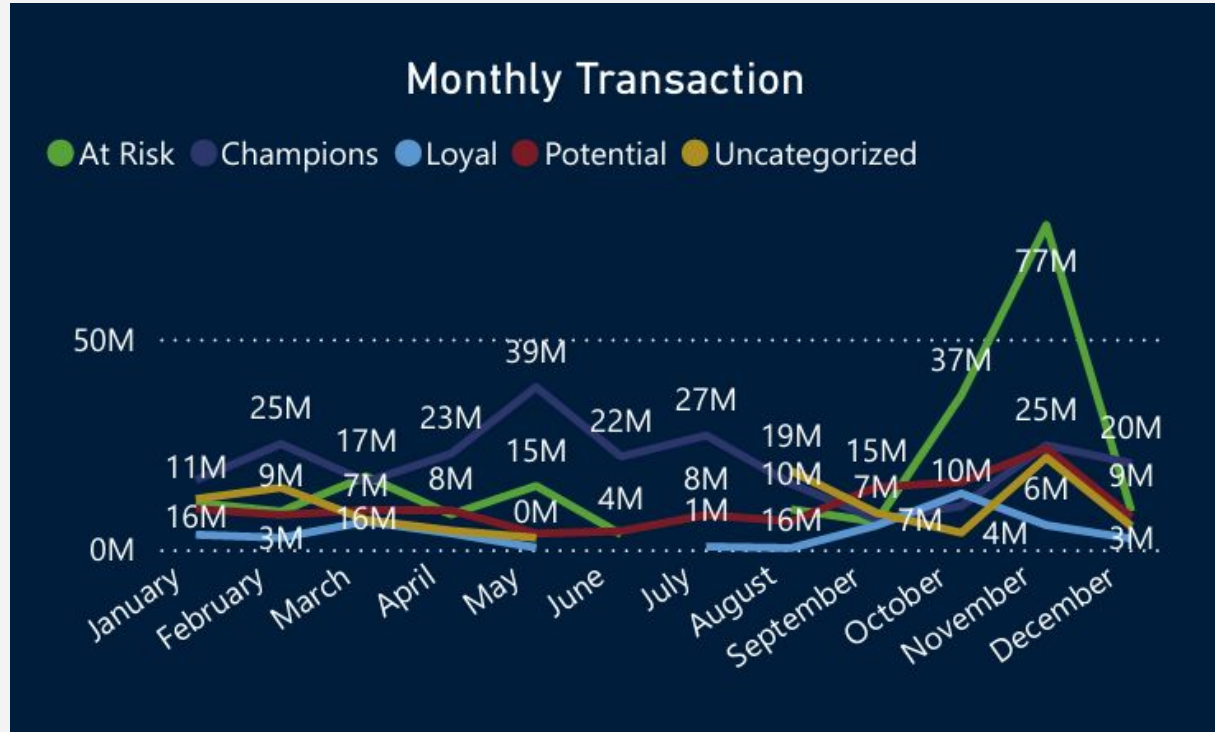 Monthly Transaction
At Risk Champions Loyal Potential Uncategorized
77M
50M
39M
37M
27M
25M
25M
23M
22M
20M
19M
17M
15M
15M
11M
9M
7M
8M
8M
10M
7M
10M
9M
16M
3M
16M
0M
4M
1M
16M
7M
4M
6M
3M
0M
January
February
March
April
May
June
July
August
September
October
November
December